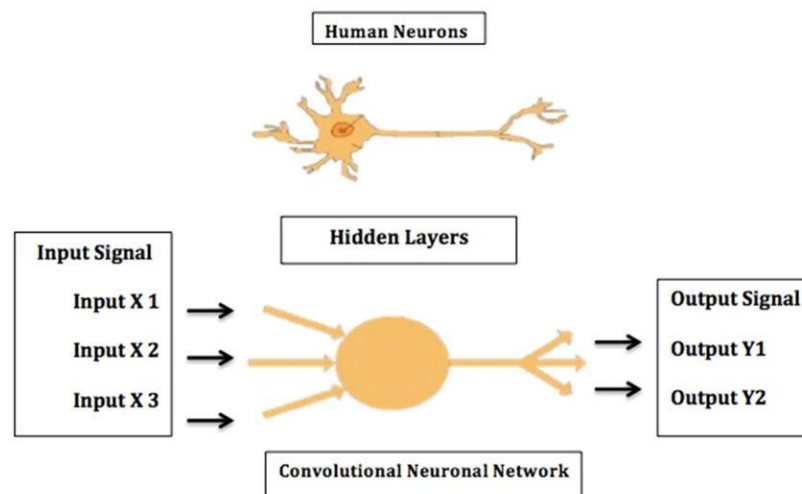 Human Neurons
Hidden Layers
Input Signal
Input X 1
Input X 2
Input X 3
Output Signal
Output Y1
Output Y2
Convolutional Neuronal Network